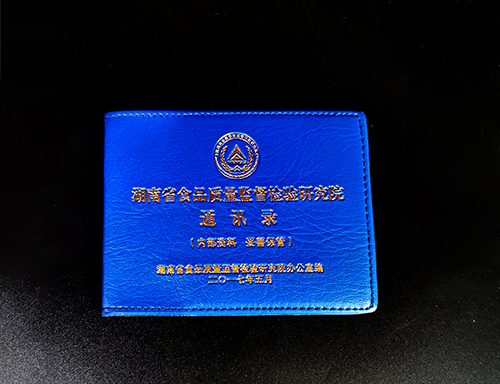 湖南省食品质量监督检验研究院
通讯录
（内部资料 妥善保管）
湖南省食品质量监督检验研究院办公室编
二〇一七年五月